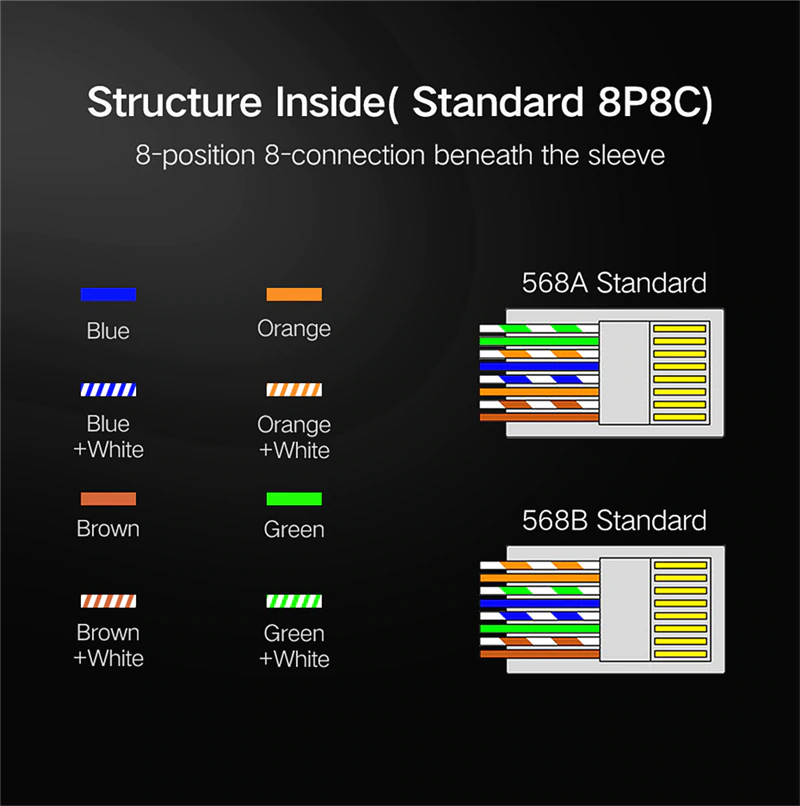 Structure Inside( Standard 8P8C)
8-position 8-connection beneath the sleeve
Blue
Orange
Blue
+White
Orange
+White
Brown
Green
Brown
+White
Green
+White
568A Standard
568B Standard